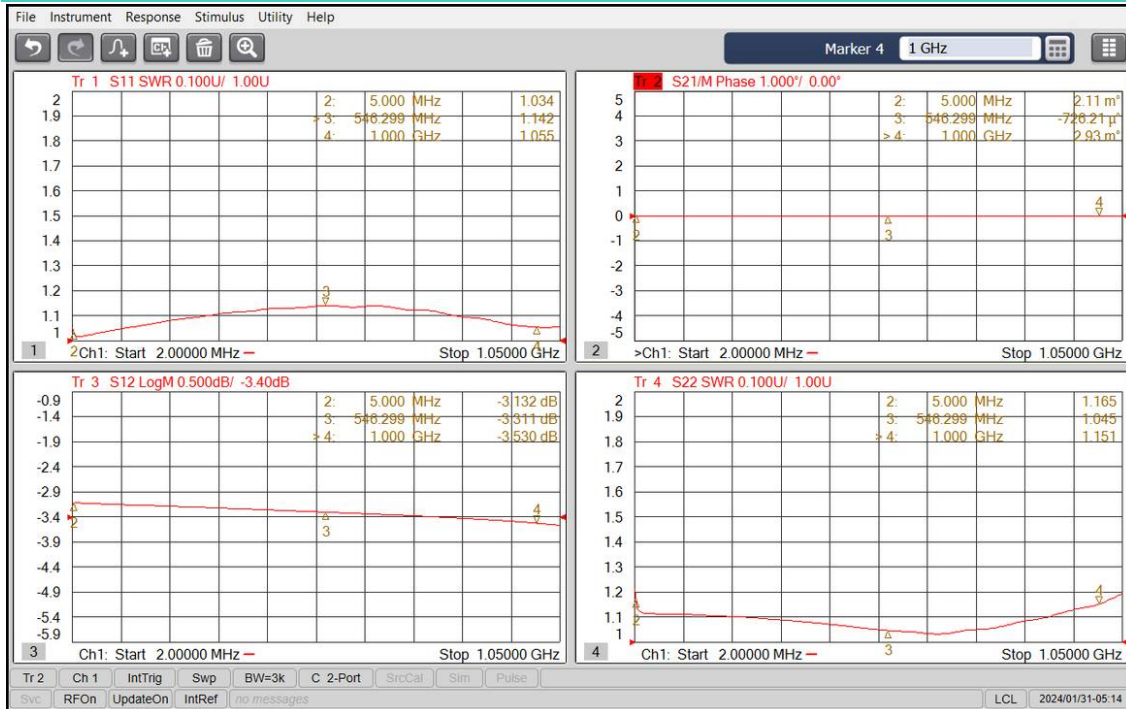 File Instrument Response Stimulus Utility Help
Marker 4 1 GHz
Tr 1 S11 SWR 0.100U/ 1.00U
2
1.9
1.8
1.7
1.6
1.5
1.4
1.3
1.2
1.1
1
2: 5.000 MHz 1.034
> 3: 546.299 MHz 1.142
4: 1.000 GHz 1.055
2
3
4
1 Ch1: Start 2.00000 MHz Stop 1.05000 GHz
Tr 2 S21/M Phase 1.000°/ 0.00°
5
4
3
2
1
0
-1
-2
-3
-4
-5
2: 5.000 MHz 2.11 m°
3: 546.299 MHz -726.21 µ°
> 4: 1.000 GHz 2.93 m°
2
3
4
2 >Ch1: Start 2.00000 MHz Stop 1.05000 GHz
Tr 3 S12 LogM 0.500dB/ -3.40dB
-0.9
-1.4
-1.9
-2.4
-2.9
-3.4
-3.9
-4.4
-4.9
-5.4
-5.9
2: 5.000 MHz -3.132 dB
3: 546.299 MHz -3.311 dB
> 4: 1.000 GHz -3.530 dB
2
3
4
3 Ch1: Start 2.00000 MHz Stop 1.05000 GHz
Tr 4 S22 SWR 0.100U/ 1.00U
2
1.9
1.8
1.7
1.6
1.5
1.4
1.3
1.2
1.1
1
2: 5.000 MHz 1.165
3: 546.299 MHz 1.045
> 4: 1.000 GHz 1.151
2
3
4
4 Ch1: Start 2.00000 MHz Stop 1.05000 GHz
Tr 2 Ch 1 IntTrig Swp BW=3k C 2-Port SrcCal Sim Pulse
Svc RFOn UpdateOn IntRef no messages LCL 2024/01/31-05:14